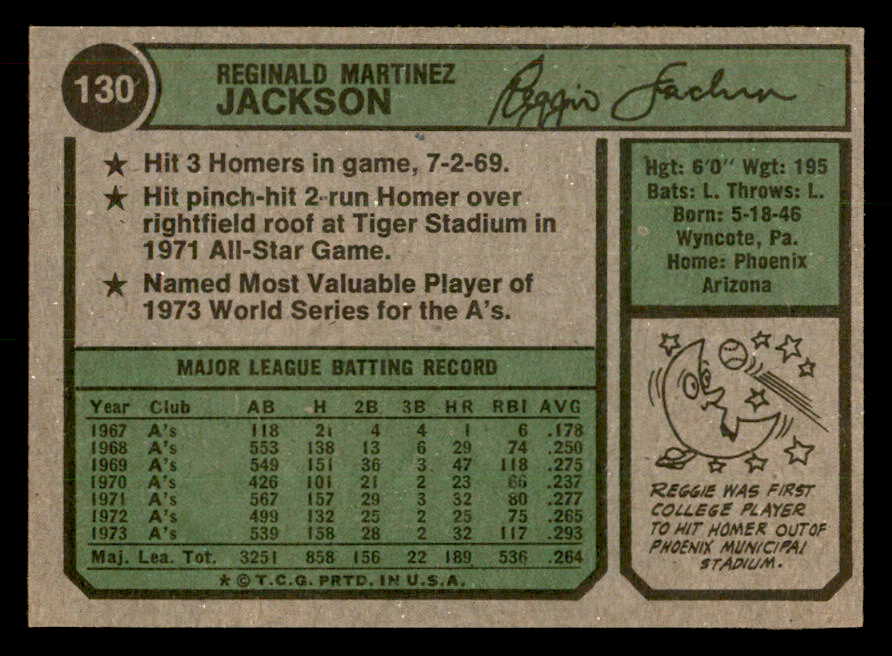 130
REGINALD MARTINEZ
JACKSON
Reggie Jackson
★ Hit 3 Homers in game, 7-2-69.
★ Hit pinch-hit 2-run Homer over
rightfield roof at Tiger Stadium in
1971 All-Star Game.
★ Named Most Valuable Player of
1973 World Series for the A's.
Hgt: 6'0" Wgt: 195
Bats: L. Throws: L.
Born: 5-18-46
Wyncote, Pa.
Home: Phoenix
Arizona
MAJOR LEAGUE BATTING RECORD
Year Club AB H 2B 3B HR RBI AVG
1967 A's 118 21 4 4 1 6 .178
1968 A's 553 138 13 6 29 74 .250
1969 A's 549 151 36 3 47 118 .275
1970 A's 426 101 21 2 23 66 .237
1971 A's 567 157 29 3 32 80 .277
1972 A's 499 132 25 2 25 75 .265
1973 A's 539 158 28 2 32 117 .293
Maj. Lea. Tot. 3251 858 156 22 189 536 .264
★ © T.C.G. PRTD. IN U.S.A.
REGGIE WAS FIRST
COLLEGE PLAYER
TO HIT HOMER OUT OF
PHOENIX MUNICIPAL
STADIUM.